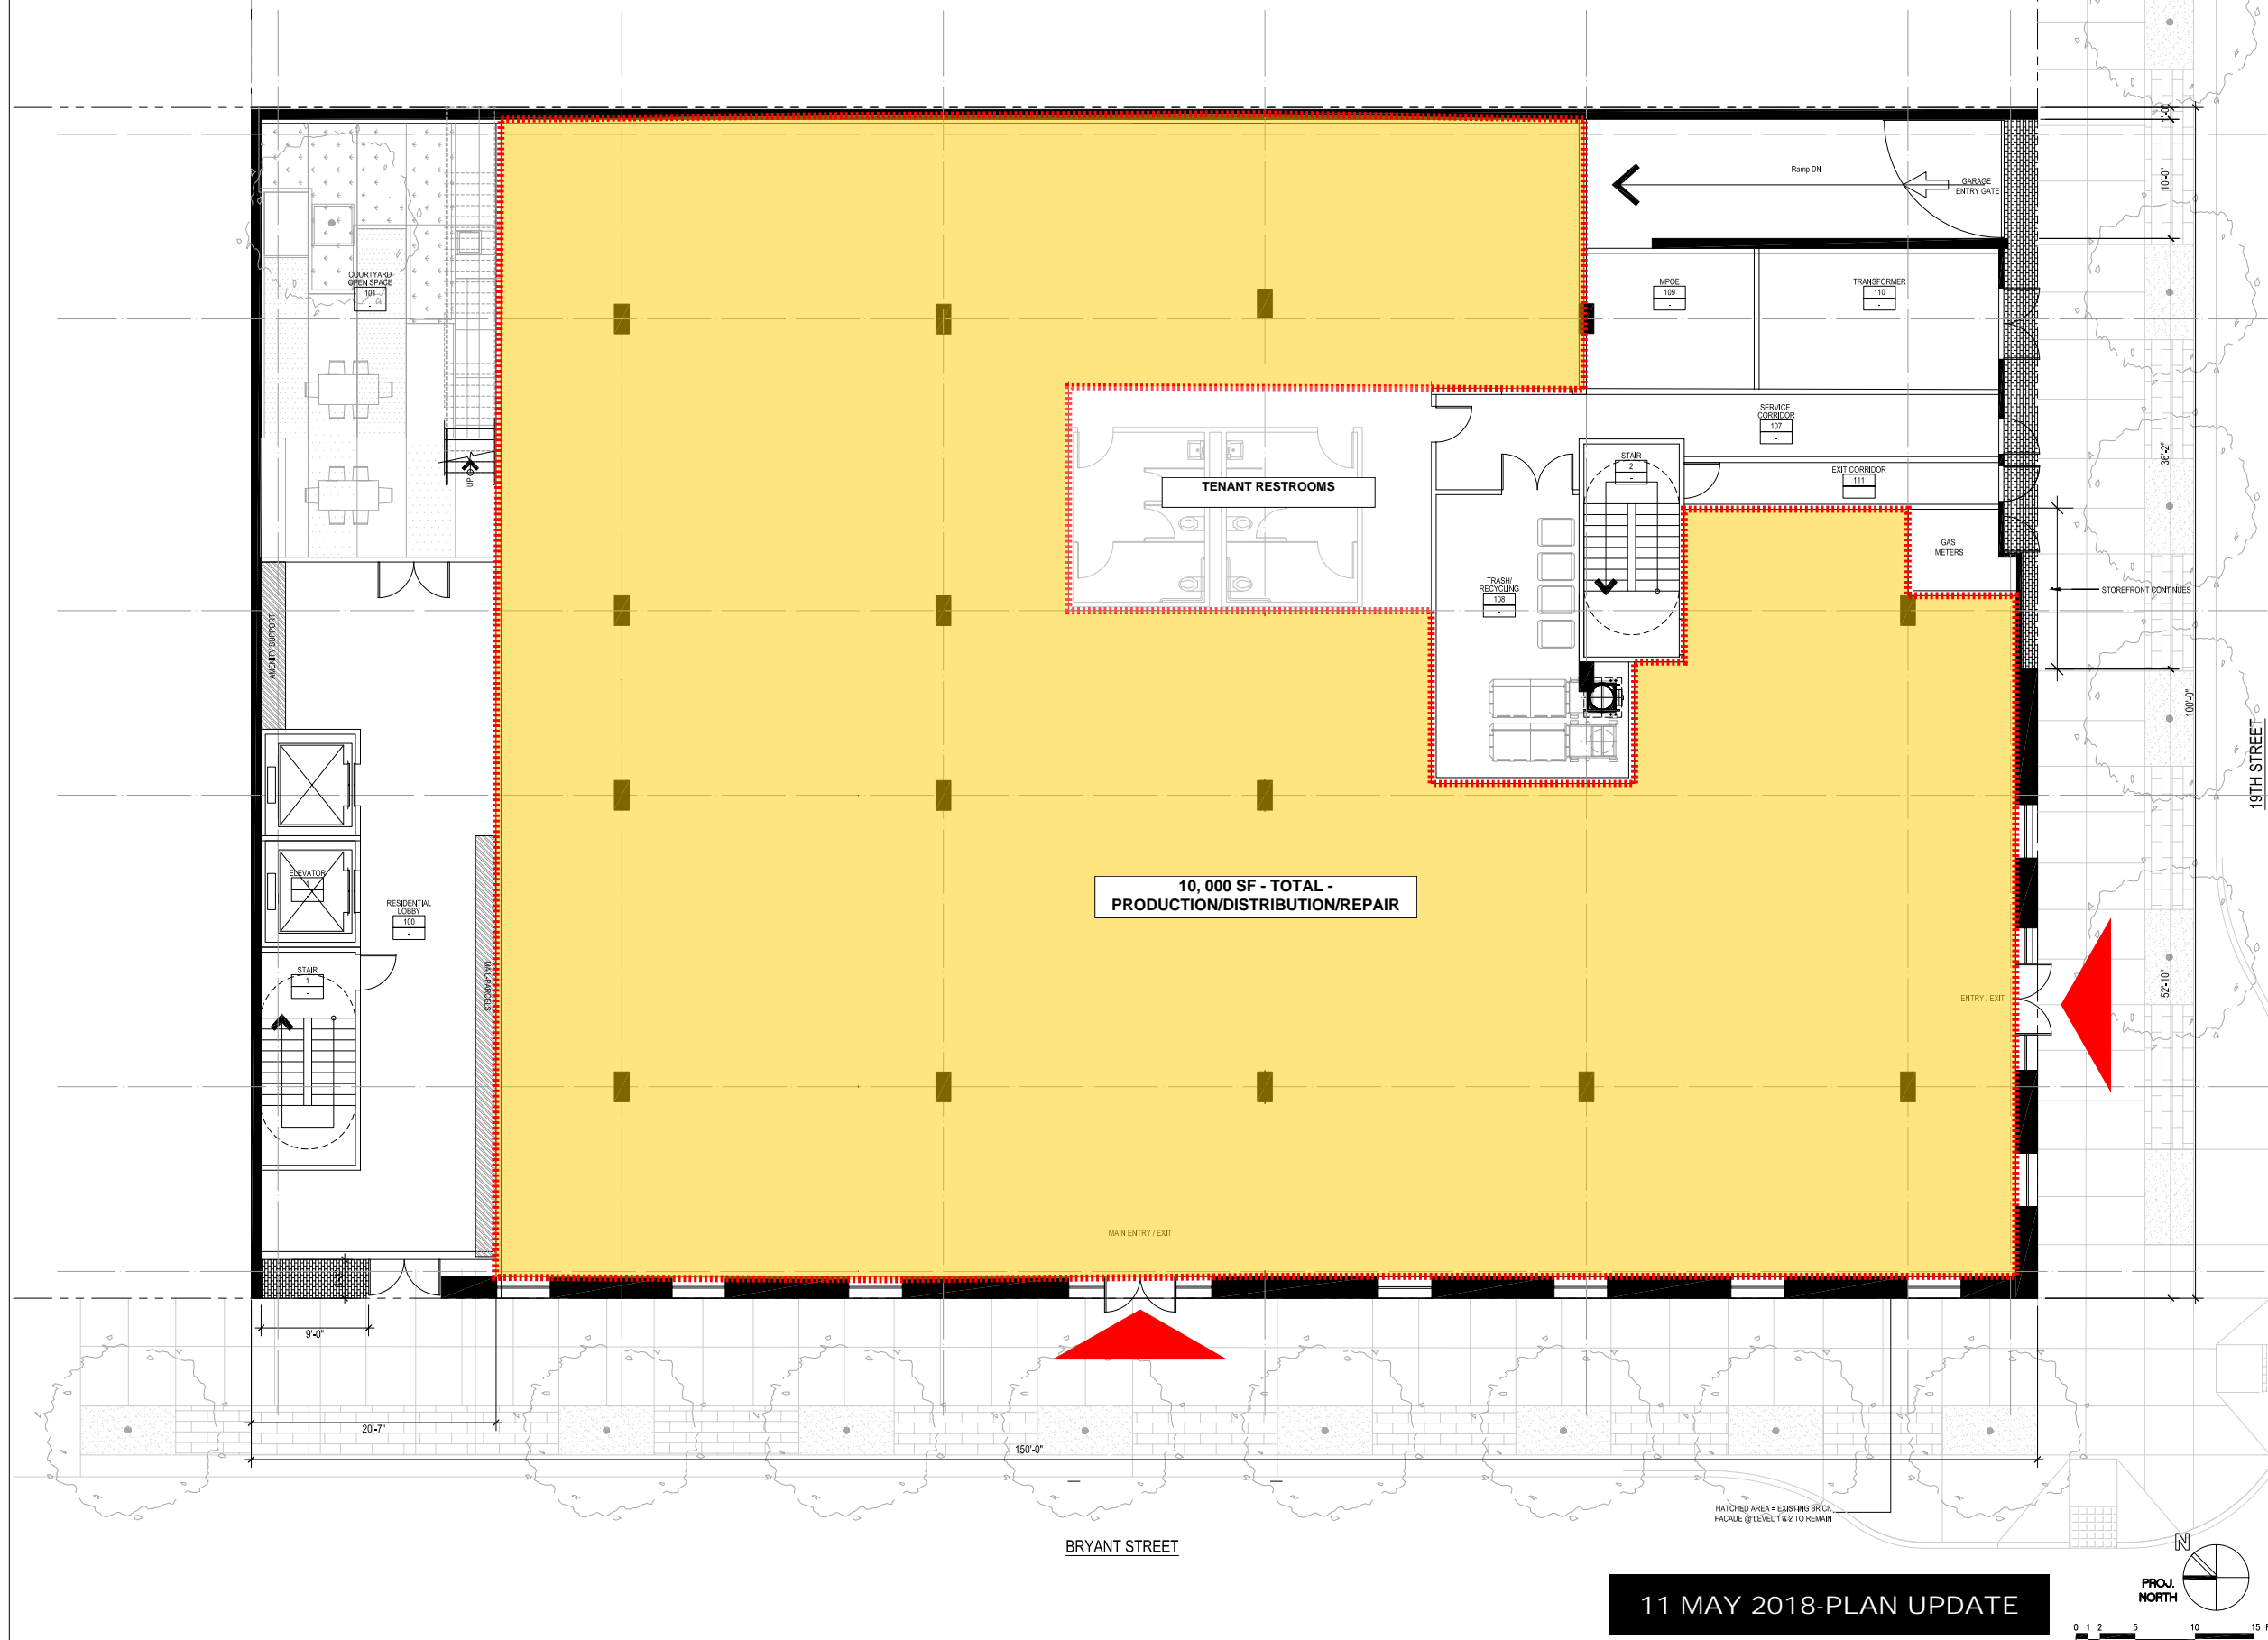 Ramp DN
GARAGE
ENTRY GATE
1'-0"
10'-0"
COURTYARD
OPEN SPACE
101
-
MPOE
109
-
TRANSFORMER
110
-
SERVICE
CORRIDOR
107
-
36'-2"
STAIR
2
-
EXIT CORRIDOR
111
-
UP
TENANT RESTROOMS
GAS
METERS
TRASH/
RECYCLING
108
-
STOREFRONT CONTINUES
AMENITY SUPPORT
100'-0"
19TH STREET
ELEVATOR
1
10, 000 SF - TOTAL -
PRODUCTION/DISTRIBUTION/REPAIR
RESIDENTIAL
LOBBY
100
-
STAIR
1
-
52'-10"
ENTRY / EXIT
MAIN ENTRY / EXIT
9'-0"
20'-7"
150'-0"
HATCHED AREA = EXISTING BRICK
FACADE @ LEVEL 1 & 2 TO REMAIN
BRYANT STREET
N
PROJ.
NORTH
11 MAY 2018-PLAN UPDATE
0 1 2 5 10 15